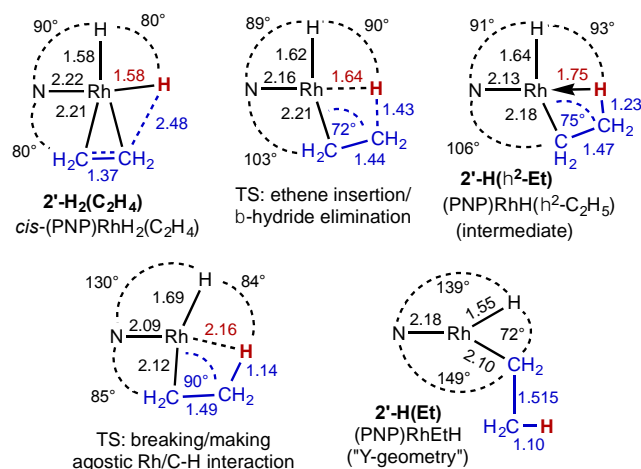 90° H 80°
1.58
N 2.22 Rh 1.58 H
2.21
2.48
80°
H₂C CH₂
1.37
2'-H₂(C₂H₄)
cis-(PNP)RhH₂(C₂H₄)
89° H 80°
1.62
N 2.16 Rh 1.64 H
2.21 1.43
72°
CH₂
H₂C 1.44
103°
TS: ethene insertion/
b-hydride elimination
91° H 93°
1.64
N 2.13 Rh 1.75 H
2.18 75° 1.23
CH₂
H₂C 1.47
106°
2'-H(h²-Et)
(PNP)RhH(h²-C₂H₅)
(intermediate)
130° H 84°
1.69
N 2.09 Rh 2.16 H
2.12 90° 1.14
85° H₂C CH₂
1.49
TS: breaking/making
agostic Rh/C-H interaction
139° H
1.55
N 2.18 Rh 72°
2.10 CH₂
149°
1.515
H₂C H
1.10
2'-H(Et)
(PNP)RhEtH
("Y-geometry")